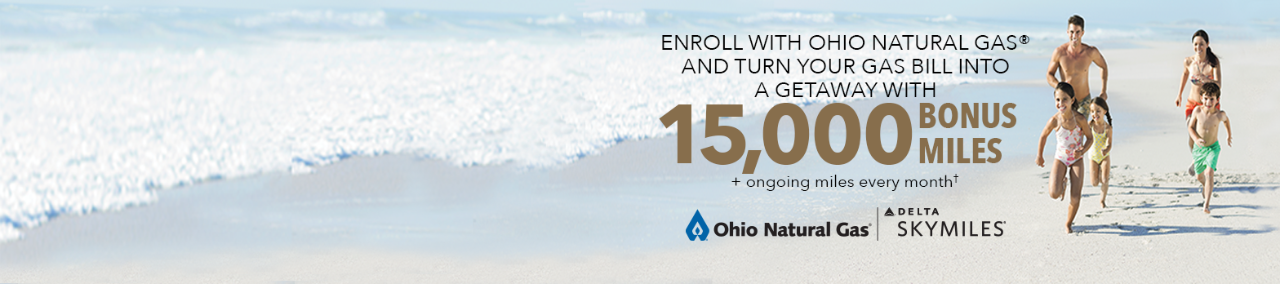 ENROLL WITH OHIO NATURAL GAS®
AND TURN YOUR GAS BILL INTO
A GETAWAY WITH
15,000 BONUS
MILES
+ ongoing miles every month†
Ohio Natural Gas®
DELTA
SKYMILES®